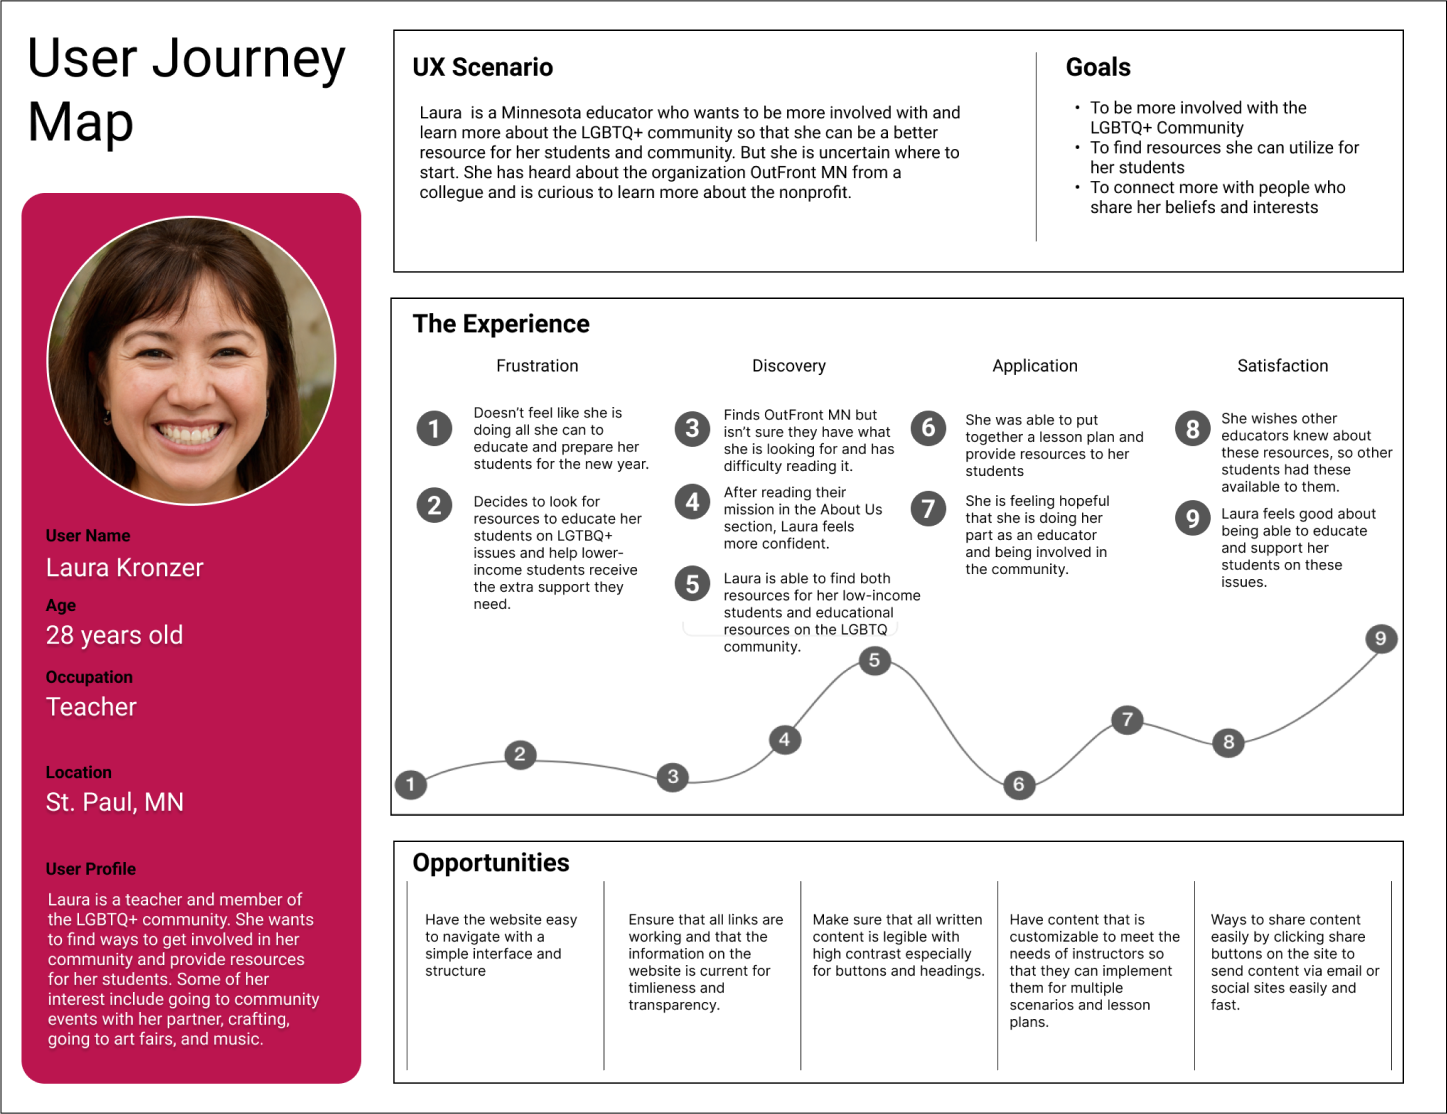 User Journey
Map
User Name
Laura Kronzer
Age
28 years old
Occupation
Teacher
Location
St. Paul, MN
User Profile
Laura is a teacher and member of
the LGBTQ+ community. She wants
to find ways to get involved in her
community and provide resources
for her students. Some of her
interest include going to community
events with her partner, crafting,
going to art fairs, and music.
UX Scenario
Laura  is a Minnesota educator who wants to be more involved with and
learn more about the LGBTQ+ community so that she can be a better
resource for her students and community. But she is uncertain where to
start. She has heard about the organization OutFront MN from a
collegue and is curious to learn more about the nonprofit.
Goals
• To be more involved with the
LGBTQ+ Community
• To find resources she can utilize for
her students
• To connect more with people who
share her beliefs and interests
The Experience
Frustration
1
Doesn't feel like she is
doing all she can to
educate and prepare her
students for the new year.
2
Decides to look for
resources to educate her
students on LGTBQ+
issues and help lower-
income students receive
the extra support they
need.
Discovery
3
Finds OutFront MN but
isn't sure they have what
she is looking for and has
difficulty reading it.
4
After reading their
mission in the About Us
section, Laura feels
more confident.
5
Laura is able to find both
resources for her low-income
students and educational
resources on the LGBTQ
community.
Application
6
She was able to put
together a lesson plan and
provide resources to her
students
7
She is feeling hopeful
that she is doing her
part as an educator
and being involved in
the community.
Satisfaction
8
She wishes other
educators knew about
these resources, so other
students had these
available to them.
9
Laura feels good about
being able to educate
and support her
students on these
issues.
1
2
3
4
5
6
7
8
9
Opportunities
Have the website easy
to navigate with a
simple interface and
structure
Ensure that all links are
working and that the
information on the
website is current for
timlieness and
transparency.
Make sure that all written
content is legible with
high contrast especially
for buttons and headings.
Have content that is
customizable to meet the
needs of instructors so
that they can implement
them for multiple
scenarios and lesson
plans.
Ways to share content
easily by clicking share
buttons on the site to
send content via email or
social sites easily and
fast.